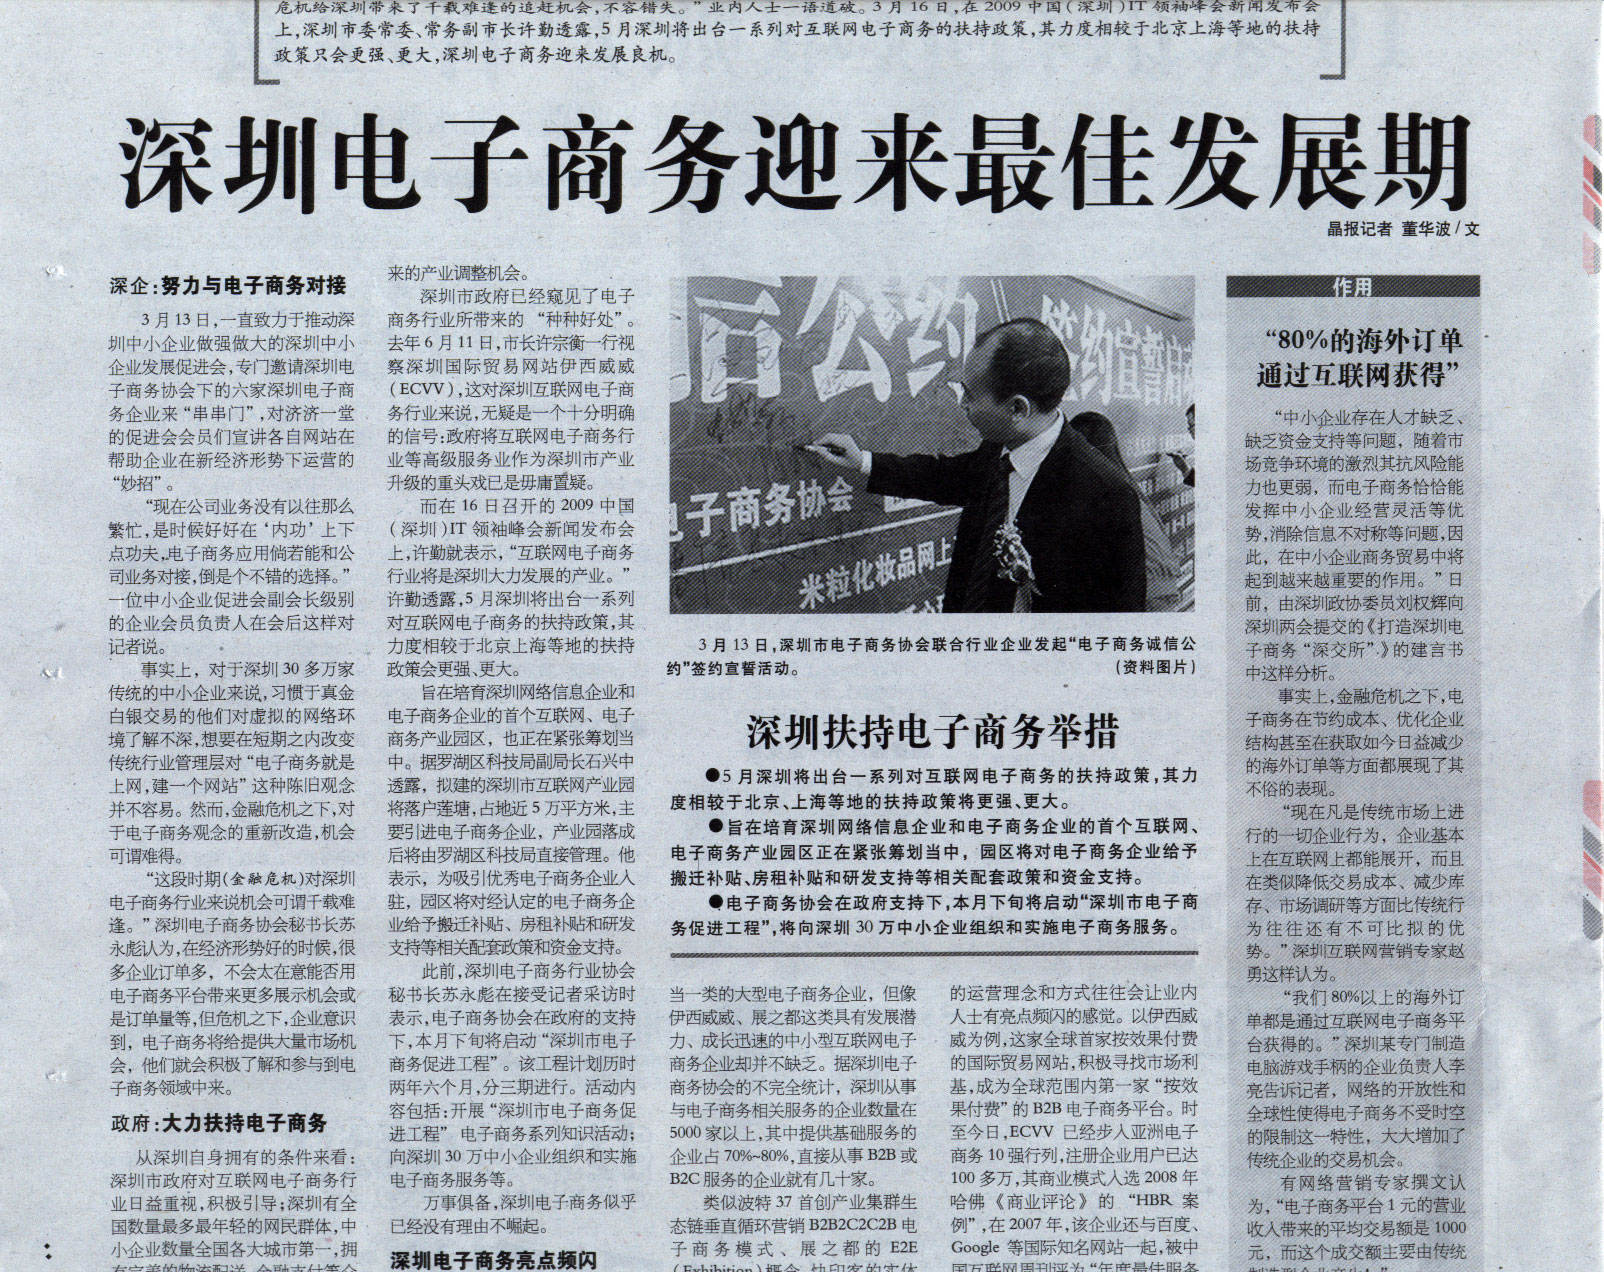 危机给深圳带来了千载难逢的追赶机会,不容错失。”业内人士一语道破。3月16日,在2009中国(深圳)IT领袖峰会新闻发布会
上,深圳市委常委、常务副市长许勤透露,5月深圳将出台一系列对互联网电子商务的扶持政策,其力度相较于北京上海等地的扶持
政策只会更强、更大,深圳电子商务迎来发展良机。
深圳电子商务迎来最佳发展期
晶报记者 董华波/文
深企:努力与电子商务对接
3月13日,一直致力于推动深
圳中小企业做强做大的深圳中小
企业发展促进会,专门邀请深圳电
子商务协会下的六家深圳电子商
务企业来“串串门”,对济济一堂
的促进会会员们宣讲各自网站在
帮助企业在新经济形势下运营的
“妙招”。
“现在公司业务没有以往那么
繁忙,是时候好好在‘内功’上下
点功夫,电子商务应用倘若能和公
司业务对接,倒是个不错的选择。”
一位中小企业促进会副会长级别
的企业会员负责人在会后这样对
记者说。
事实上,对于深圳30多万家
传统的中小企业来说,习惯于真金
白银交易的他们对虚拟的网络环
境了解不深,想要在短期之内改变
传统行业管理层对“电子商务就是
上网,建一个网站”这种陈旧观念
并不容易。然而,金融危机之下,对
于电子商务观念的重新改造,机会
可谓难得。
“这段时期(金融危机)对深圳
电子商务行业来说机会可谓千载难
逢。”深圳电子商务协会秘书长苏
永彪认为,在经济形势好的时候,很
多企业订单多,不会太在意能否用
电子商务平台带来更多展示机会或
是订单量等,但危机之下,企业意识
到,电子商务将给提供大量市场机
会,他们就会积极了解和参与到电
子商务领域中来。
政府:大力扶持电子商务
从深圳自身拥有的条件来看:
深圳市政府对互联网电子商务行
业日益重视,积极引导;深圳有全
国数量最多最年轻的网民群体,中
小企业数量全国各大城市第一,拥
有完善的物流配送、金融支付等全
来的产业调整机会。
深圳市政府已经窥见了电子
商务行业所带来的“种种好处”。
去年6月11日,市长许宗衡一行视
察深圳国际贸易网站伊西威威
(ECVV),这对深圳互联网电子商
务行业来说,无疑是一个十分明确
的信号:政府将互联网电子商务行
业等高级服务业作为深圳市产业
升级的重头戏已是毋庸置疑。
而在16日召开的2009中国
(深圳)IT领袖峰会新闻发布会
上,许勤就表示,“互联网电子商务
行业将是深圳大力发展的产业。”
许勤透露,5月深圳将出台一系列
对互联网电子商务的扶持政策,其
力度相较于北京上海等地的扶持
政策会更强、更大。
旨在培育深圳网络信息企业和
电子商务企业的首个互联网、电子
商务产业园区,也正在紧张筹划当
中。据罗湖区科技局副局长石兴中
透露,拟建的深圳市互联网产业园
将落户莲塘,占地近5万平方米,主
要引进电子商务企业,产业园落成
后将由罗湖区科技局直接管理。他
表示,为吸引优秀电子商务企业入
驻,园区将对经认定的电子商务企
业给予搬迁补贴、房租补贴和研发
支持等相关配套政策和资金支持。
此前,深圳电子商务行业协会
秘书长苏永彪在接受记者采访时
表示,电子商务协会在政府的支持
下,本月下旬将启动“深圳市电子
商务促进工程”。该工程计划历时
两年六个月,分三期进行。活动内
容包括:开展“深圳市电子商务促
进工程”电子商务系列知识活动;
向深圳30万中小企业组织和实施
电子商务服务等。
万事俱备,深圳电子商务似乎
已经没有理由不崛起。
深圳电子商务亮点频闪
公约
签约宣誓启
电子商务协会
米粒化妆品网上
3月13日,深圳市电子商务协会联合行业企业发起“电子商务诚信公
约”签约宣誓活动。 (资料图片)
深圳扶持电子商务举措
●5月深圳将出台一系列对互联网电子商务的扶持政策,其力
度相较于北京、上海等地的扶持政策将更强、更大。
●旨在培育深圳网络信息企业和电子商务企业的首个互联网、
电子商务产业园区正在紧张筹划当中,园区将对电子商务企业给予
搬迁补贴、房租补贴和研发支持等相关配套政策和资金支持。
●电子商务协会在政府支持下,本月下旬将启动“深圳市电子商
务促进工程”,将向深圳30万中小企业组织和实施电子商务服务。
当一类的大型电子商务企业,但像
伊西威威、展之都这类具有发展潜
力、成长迅速的中小型互联网电子
商务企业却并不缺乏。据深圳电子
商务协会的不完全统计,深圳从事
与电子商务相关服务的企业数量在
5000家以上,其中提供基础服务的
企业占70%~80%,直接从事B2B或
B2C服务的企业就有几十家。
类似波特37首创产业集群生
态链垂直循环营销B2B2C2C2B电
子商务模式、展之都的E2E
(Exhibition)概念、快印客的实体
的运营理念和方式往往会让业内
人士有亮点频闪的感觉。以伊西威
威为例,这家全球首家按效果付费
的国际贸易网站,积极寻找市场利
基,成为全球范围内第一家“按效
果付费”的B2B电子商务平台。时
至今日,ECVV已经步入亚洲电子
商务10强行列,注册企业用户已达
100多万,其商业模式入选2008年
哈佛《商业评论》的“HBR案
例”,在2007年,该企业还与百度、
Google等国际知名网站一起,被中
国互联网周刊评为“年度最佳服务
作用
“80%的海外订单
通过互联网获得”
“中小企业存在人才缺乏、
缺乏资金支持等问题,随着市
场竞争环境的激烈其抗风险能
力也更弱,而电子商务恰恰能
发挥中小企业经营灵活等优
势,消除信息不对称等问题,因
此,在中小企业商务贸易中将
起到越来越重要的作用。”日
前,由深圳政协委员刘权辉向
深圳两会提交的《打造深圳电
子商务“深交所”》的建言书
中这样分析。
事实上,金融危机之下,电
子商务在节约成本、优化企业
结构甚至在获取如今日益减少
的海外订单等方面都展现了其
不俗的表现。
“现在凡是传统市场上进
行的一切企业行为,企业基本
上在互联网上都能展开,而且
在类似降低交易成本、减少库
存、市场调研等方面比传统行
为往往还有不可比拟的优
势。”深圳互联网营销专家赵
勇这样认为。
“我们80%以上的海外订
单都是通过互联网电子商务平
台获得的。”深圳某专门制造
电脑游戏手柄的企业负责人李
亮告诉记者,网络的开放性和
全球性使得电子商务不受时空
的限制这一特性,大大增加了
传统企业的交易机会。
有网络营销专家撰文认
为,“电子商务平台1元的营业
收入带来的平均交易额是1000
元,而这个成交额主要由传统